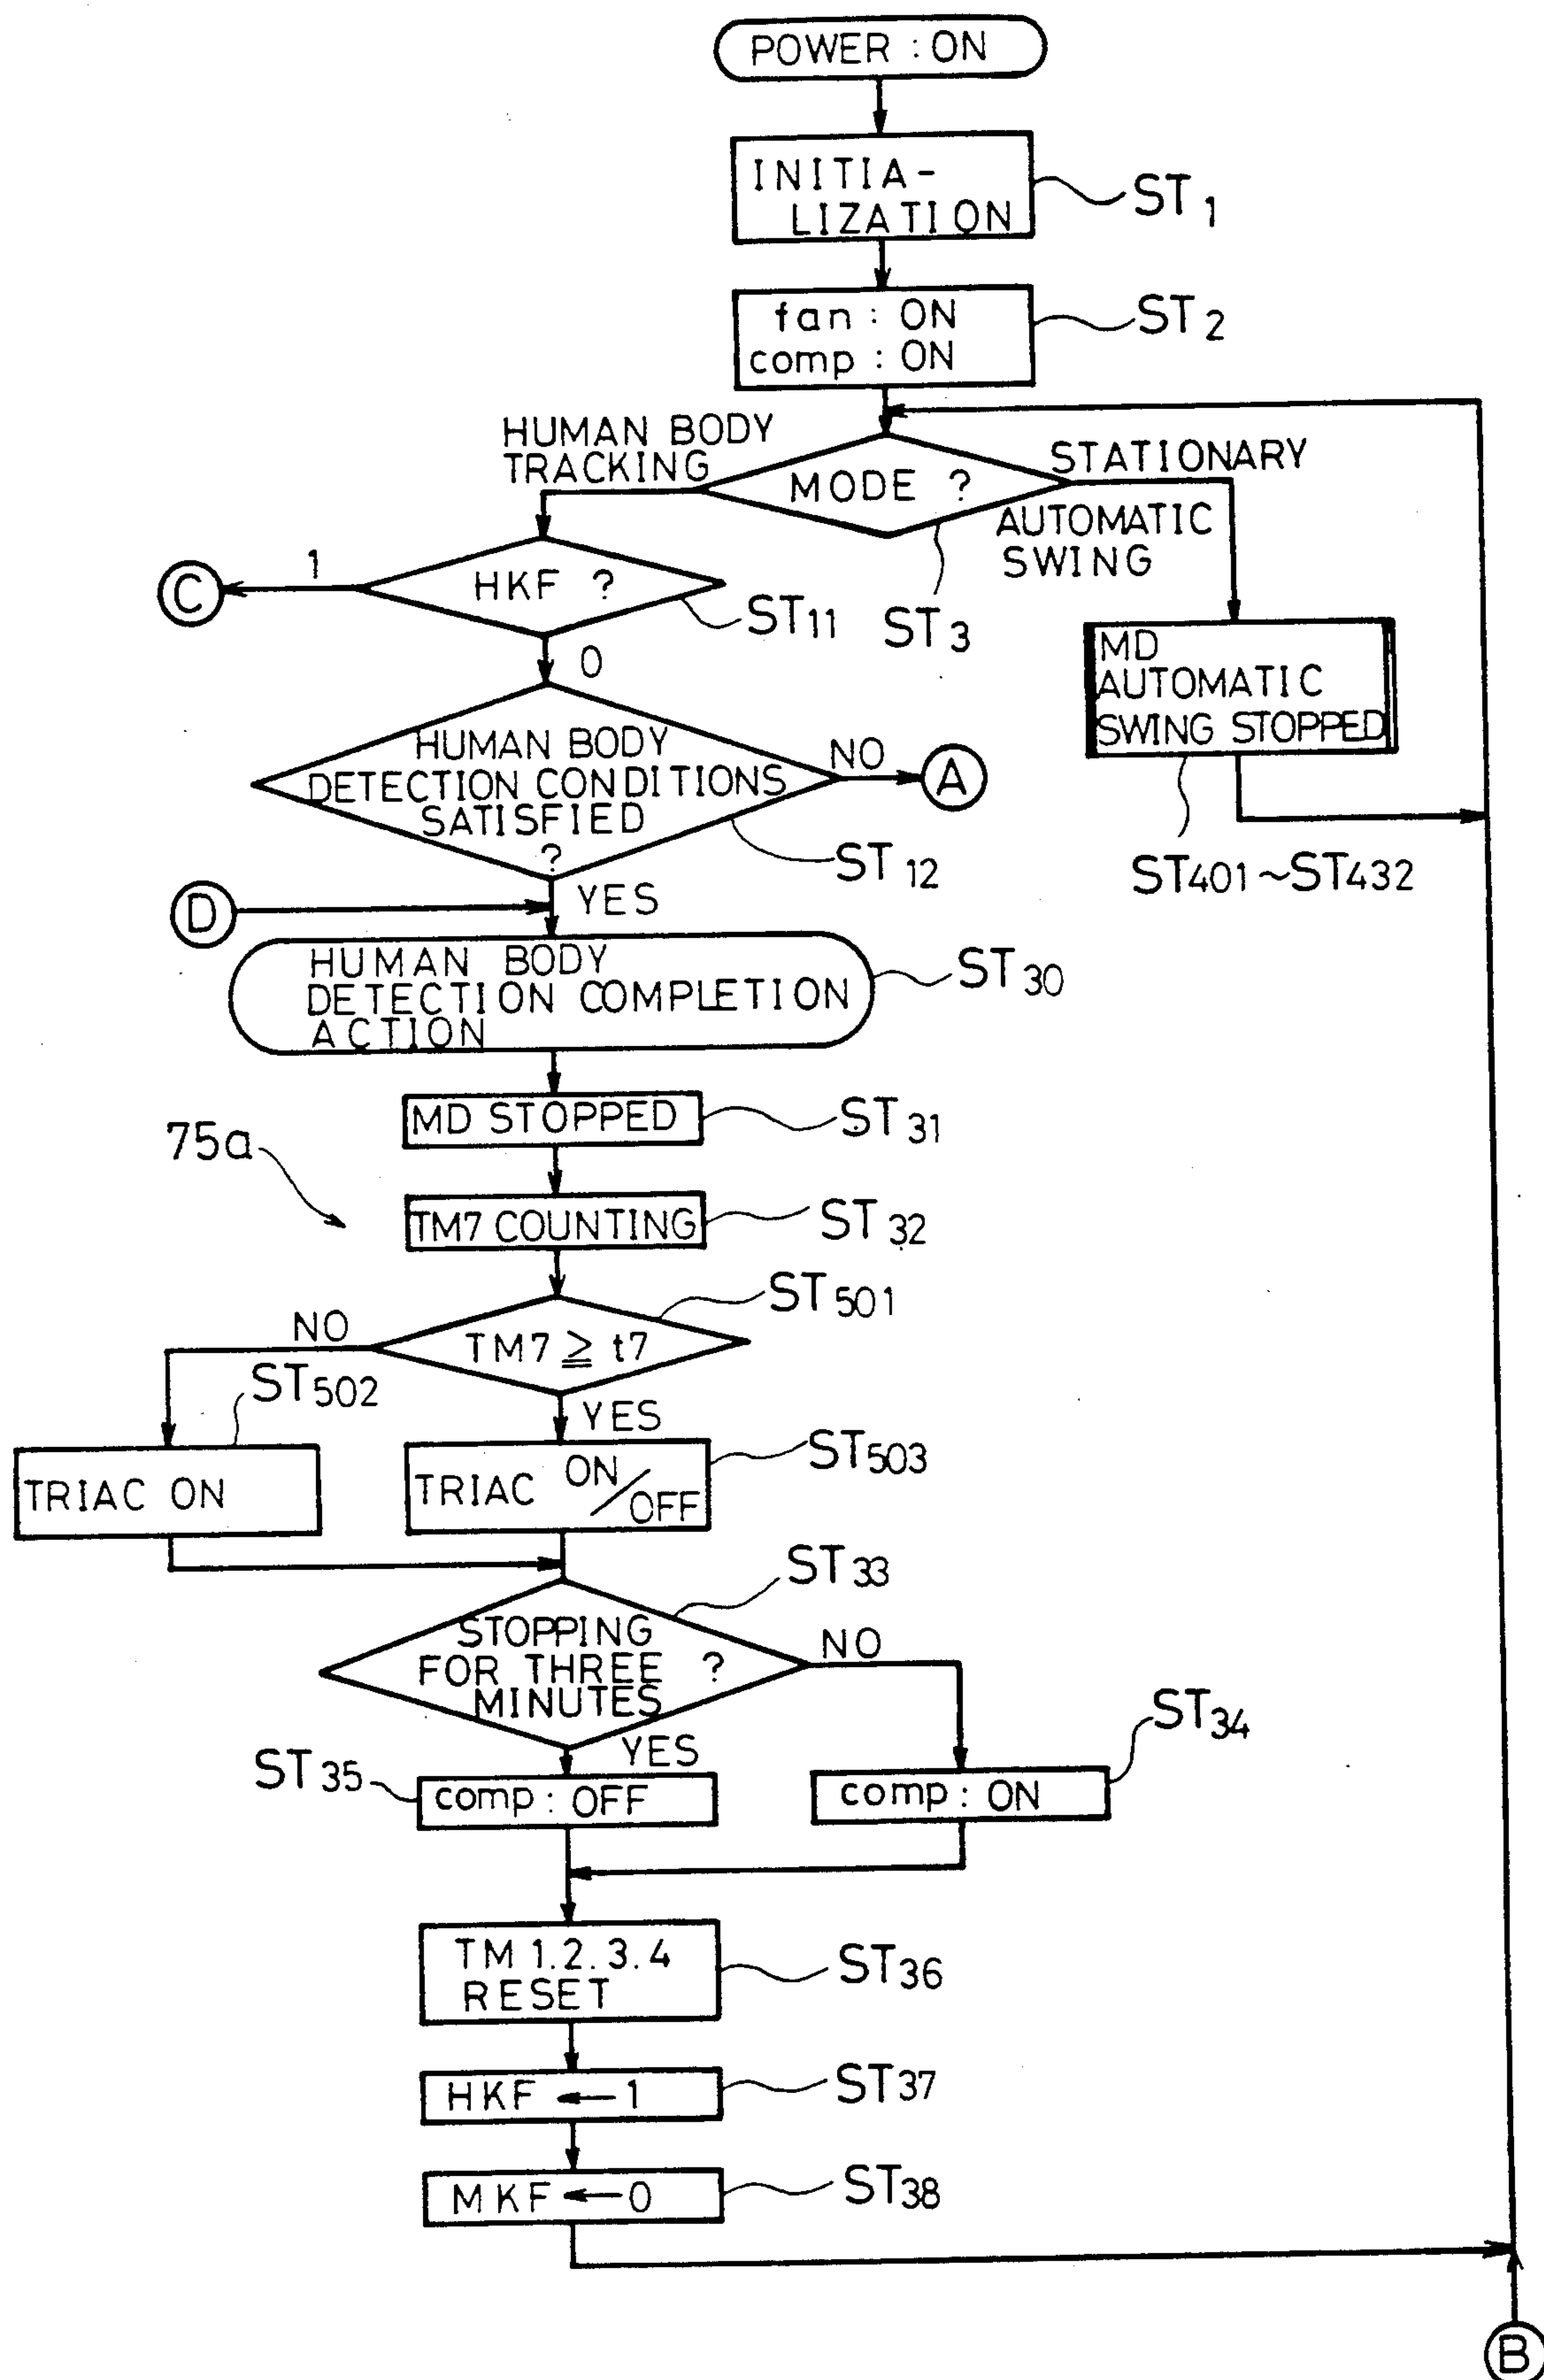 POWER : ON
INITIA-
LIZATION
ST1
fan : ON
comp : ON
ST2
HUMAN BODY
TRACKING
MODE ?
STATIONARY
AUTOMATIC
SWING
ST3
C
1
HKF ?
ST11
0
MD
AUTOMATIC
SWING STOPPED
ST401~ST432
HUMAN BODY
DETECTION CONDITIONS
SATISFIED
?
NO
A
ST12
D
YES
HUMAN BODY
DETECTION COMPLETION
ACTION
ST30
MD STOPPED
ST31
75a
TM7 COUNTING
ST32
TM7 ≧ t7
ST501
NO
ST502
YES
TRIAC ON
TRIAC ON/OFF
ST503
STOPPING
FOR THREE ?
MINUTES
ST33
NO
YES
ST35
comp : OFF
comp : ON
ST34
TM 1.2.3.4
RESET
ST36
HKF ←1
ST37
MKF ←0
ST38
B